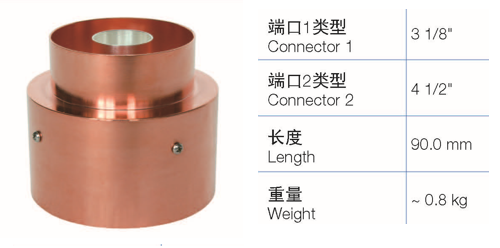 端口1类型
Connector 1
3 1/8"
端口2类型
Connector 2
4 1/2"
长度
Length
90.0 mm
重量
Weight
~ 0.8 kg